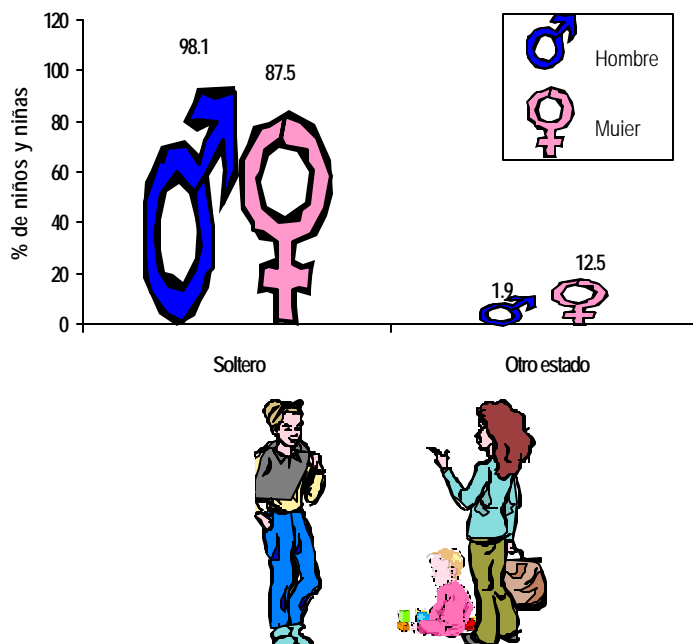 % de niños y niñas
120
100
80
60
40
20
0
98.1
87.5
1.9
12.5
Hombre
Muier
Soltero
Otro estado